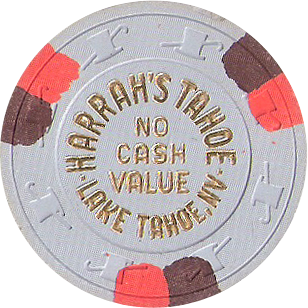 HARRAH'S TAHOE
NO
CASH
VALUE
·LAKE TAHOE, NV·